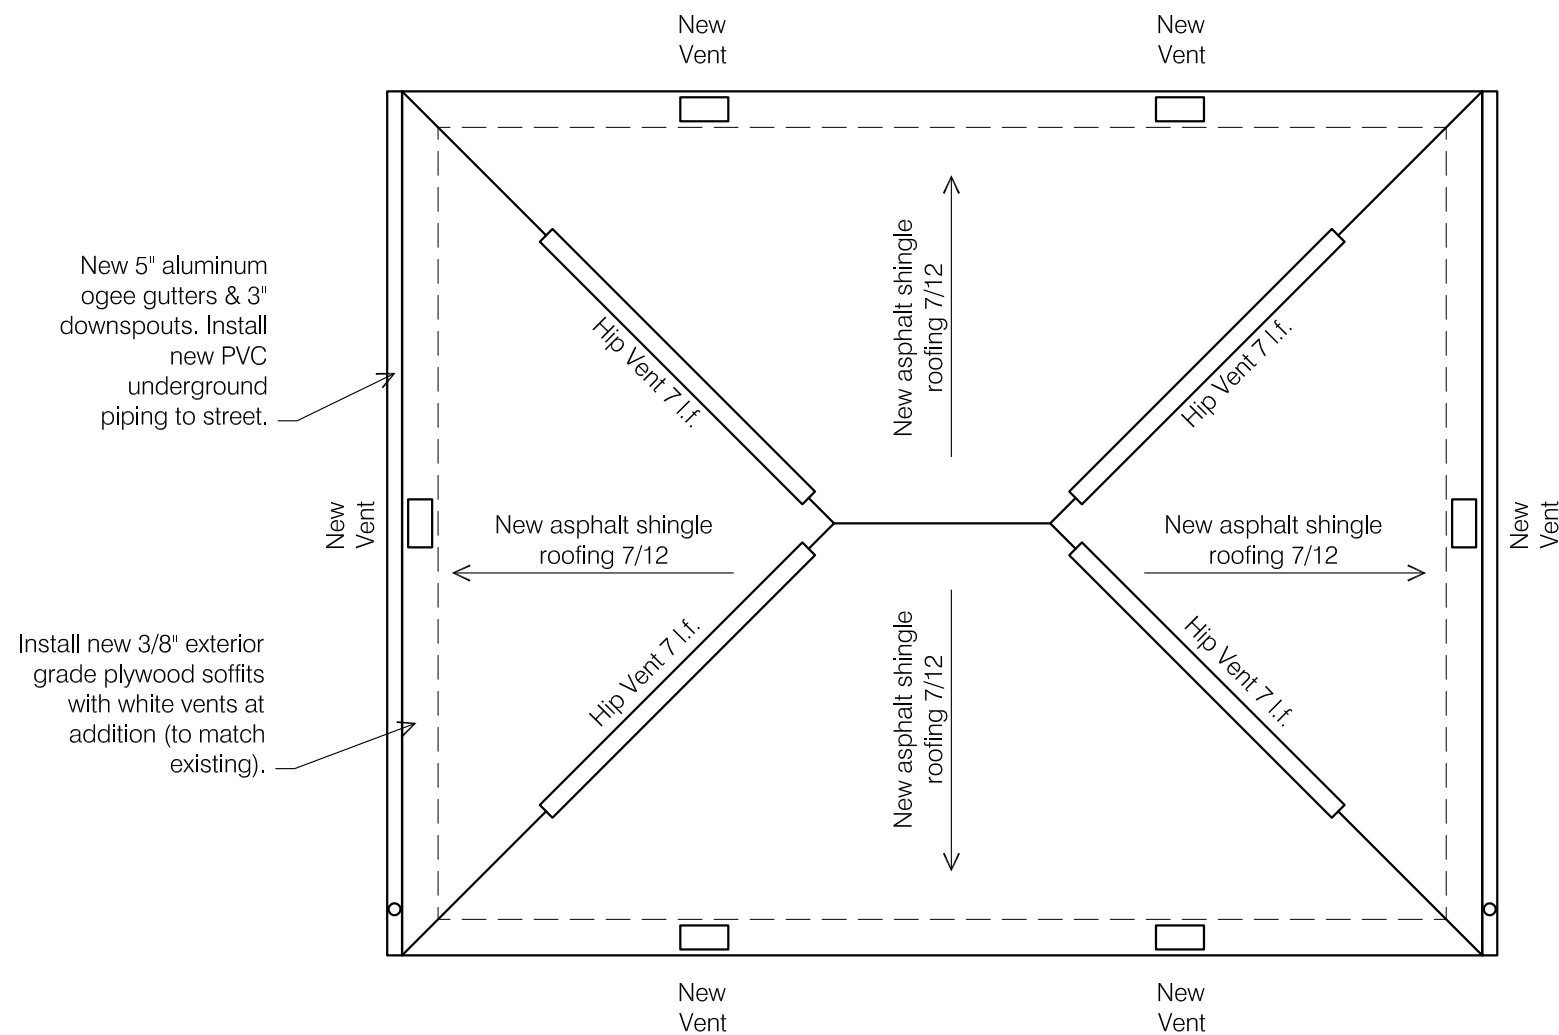 New
Vent
New
Vent
New 5" aluminum
ogee gutters & 3"
downspouts. Install
new PVC
underground
piping to street.
Hip Vent 7 l.f.
New asphalt shingle
roofing 7/12
Hip Vent 7 l.f.
New
Vent
New asphalt shingle
roofing 7/12
New asphalt shingle
roofing 7/12
New
Vent
Install new 3/8" exterior
grade plywood soffits
with white vents at
addition (to match
existing).
Hip Vent 7 l.f.
New asphalt shingle
roofing 7/12
Hip Vent 7 l.f.
New
Vent
New
Vent